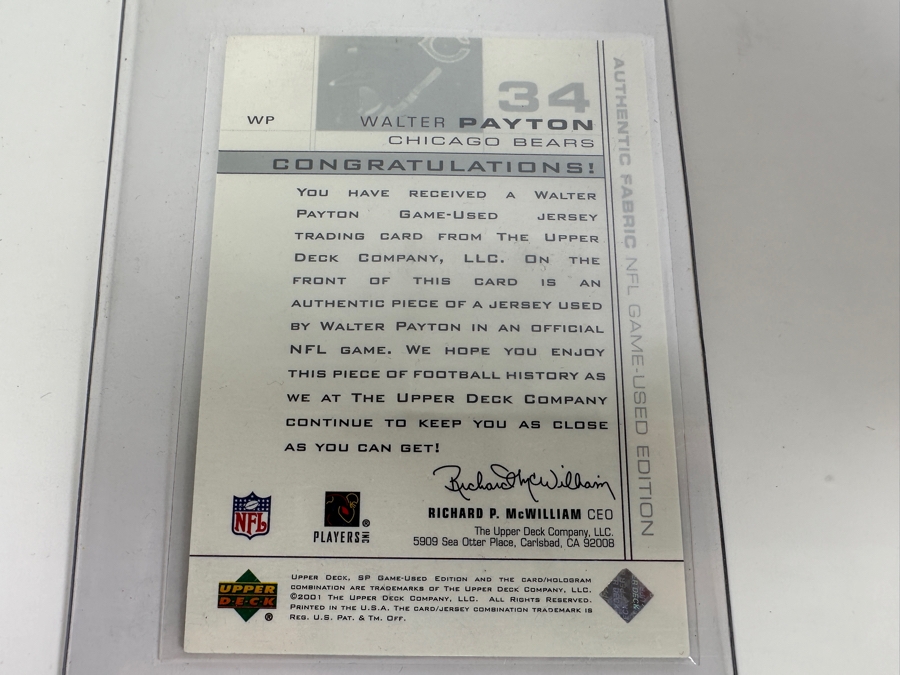 34
WP
WALTER PAYTON
CHICAGO BEARS
CONGRATULATIONS!
YOU HAVE RECEIVED A WALTER
PAYTON GAME-USED JERSEY
TRADING CARD FROM THE UPPER
DECK COMPANY, LLC. ON THE
FRONT OF THIS CARD IS AN
AUTHENTIC PIECE OF A JERSEY USED
BY WALTER PAYTON IN AN OFFICIAL
NFL GAME. WE HOPE YOU ENJOY
THIS PIECE OF FOOTBALL HISTORY AS
WE AT THE UPPER DECK COMPANY
CONTINUE TO KEEP YOU AS CLOSE
AS YOU CAN GET!
Richard McWilliam
RICHARD P. McWILLIAM CEO
The Upper Deck Company, LLC.
5909 Sea Otter Place, Carlsbad, CA 92008
NFL
PLAYERS INC
®
UPPER
DECK
®
UPPER DECK, SP GAME-USED EDITION AND THE CARD/HOLOGRAM
COMBINATION ARE TRADEMARKS OF THE UPPER DECK COMPANY, LLC.
©2001 THE UPPER DECK COMPANY, LLC. ALL RIGHTS RESERVED.
PRINTED IN THE U.S.A. THE CARD/JERSEY COMBINATION TRADEMARK IS
REG. U.S. PAT. & TM. OFF.
AUTHENTIC FABRIC NFL GAME-USED EDITION